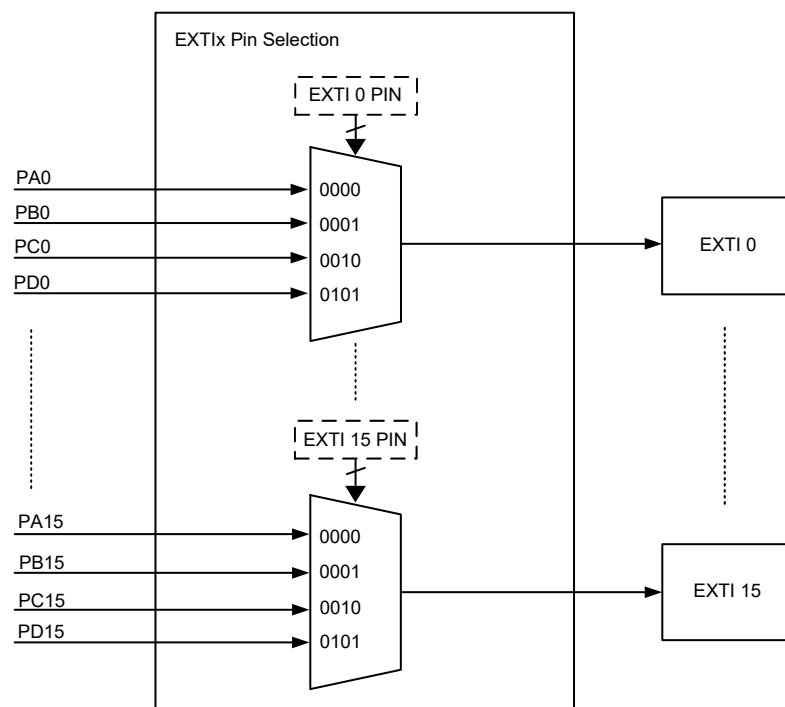 EXTIx Pin Selection
EXTI 0 PIN
PA0
0000
PB0
0001
PC0
0010
PD0
0101
EXTI 0
EXTI 15 PIN
PA15
0000
PB15
0001
PC15
0010
PD15
0101
EXTI 15